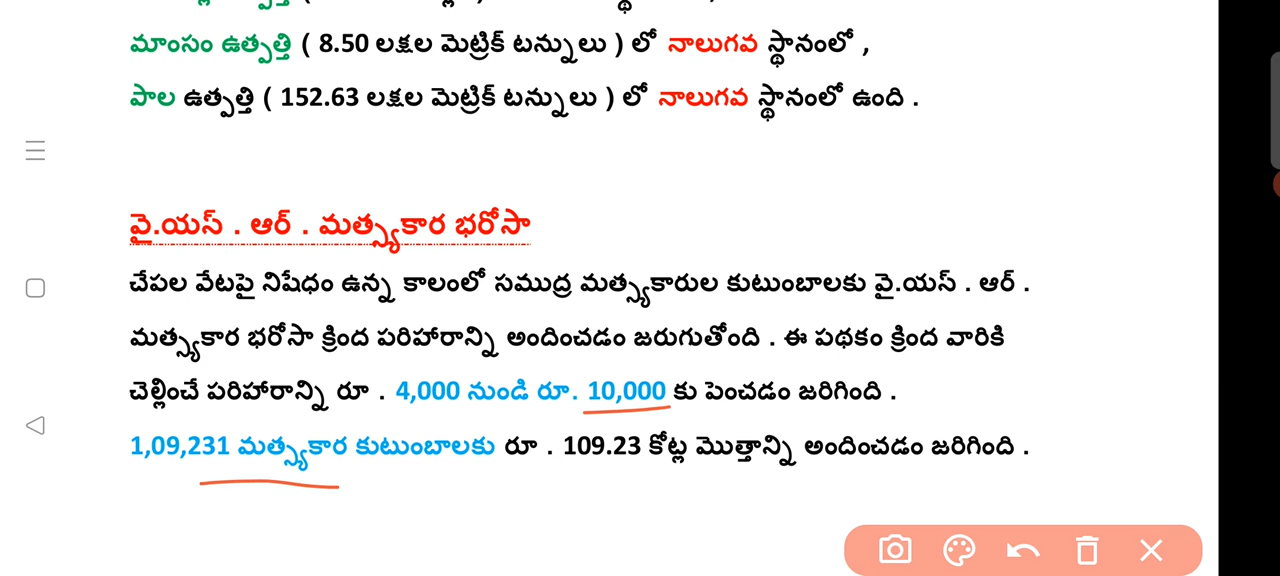 మాంసం ఉత్పత్తి ( 8.50 లక్షల మెట్రిక్ టన్నులు ) లో నాలుగవ స్థానంలో ,
పాల ఉత్పత్తి ( 152.63 లక్షల మెట్రిక్ టన్నులు ) లో నాలుగవ స్థానంలో ఉంది .
వై.యస్ . ఆర్ . మత్స్యకార భరోసా
చేపల వేటపై నిషేధం ఉన్న కాలంలో సముద్ర మత్స్యకారుల కుటుంబాలకు వై.యస్ . ఆర్ .
మత్స్యకార భరోసా క్రింద పరిహారాన్ని అందించడం జరుగుతోంది . ఈ పథకం క్రింద వారికి
చెల్లించే పరిహారాన్ని రూ . 4,000 నుండి రూ. 10,000 కు పెంచడం జరిగింది .
1,09,231 మత్స్యకార కుటుంబాలకు రూ . 109.23 కోట్ల మొత్తాన్ని అందించడం జరిగింది .